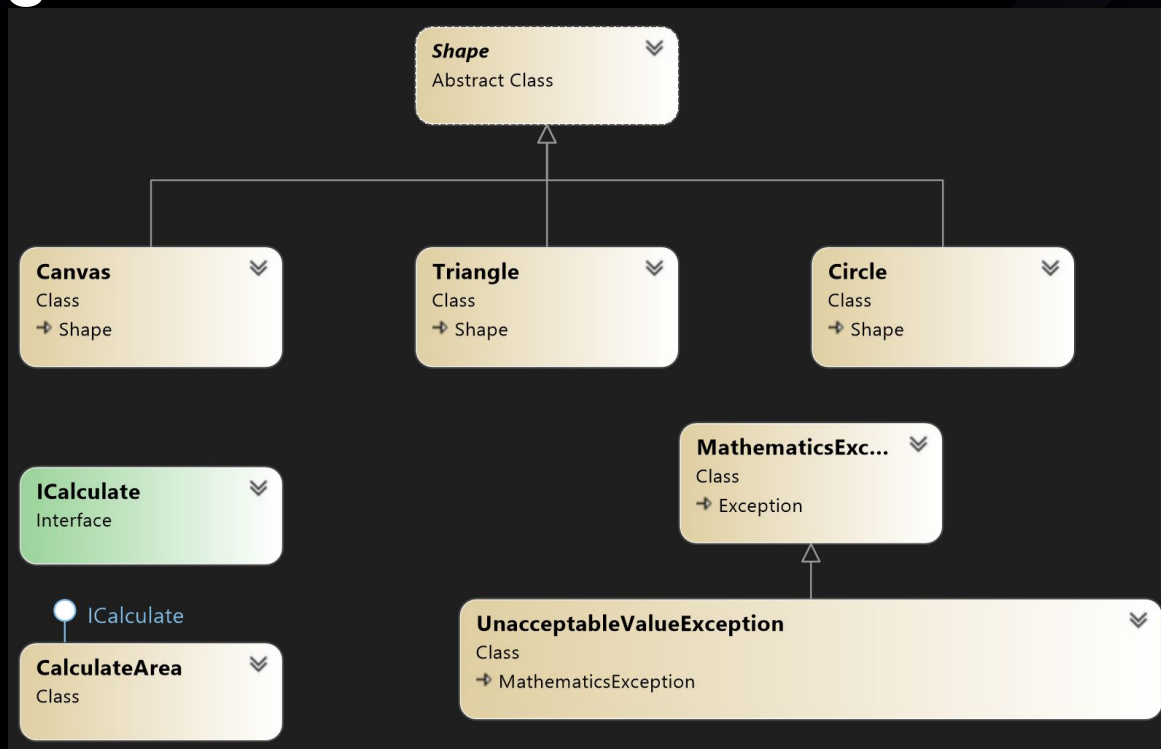 Shape
Abstract Class
Canvas
Class
Shape
Triangle
Class
Shape
Circle
Class
Shape
MathematicsExc...
Class
Exception
ICalculate
Interface
ICalculate
CalculateArea
Class
UnacceptableValueException
Class
MathematicsException